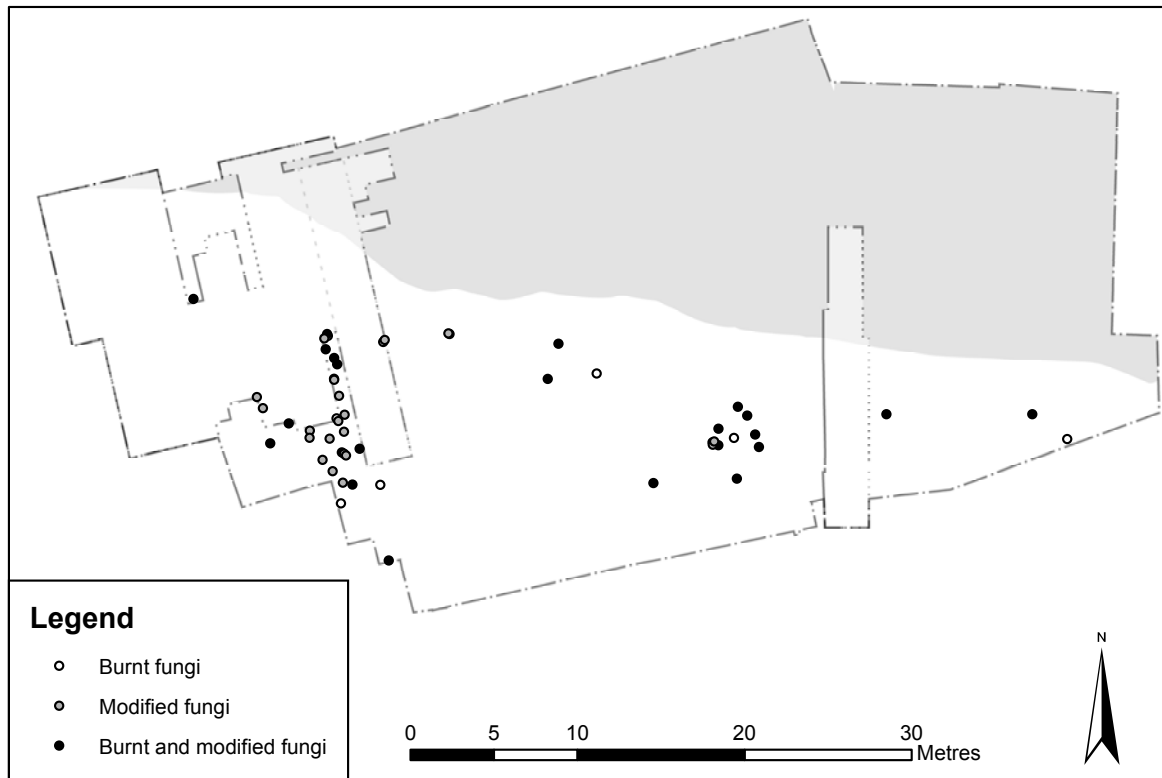 N
Legend
Burnt fungi
Modified fungi
Burnt and modified fungi
0 5 10 20 30
Metres